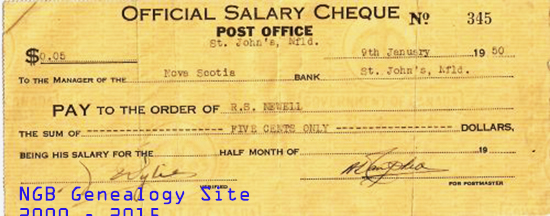 OFFICIAL SALARY CHEQUE Nº 345
POST OFFICE
St. John's, Nfld.
$0.05 9th January 1950
TO THE MANAGER OF THE Nova Scotia BANK St. John's, Nfld.
PAY TO THE ORDER OF R.S. NEWELL
THE SUM OF FIVE CENTS ONLY DOLLARS,
BEING HIS SALARY FOR THE HALF MONTH OF 19
VERIFIED FOR POSTMASTER
NGB Genealogy Site
2000 - 2015